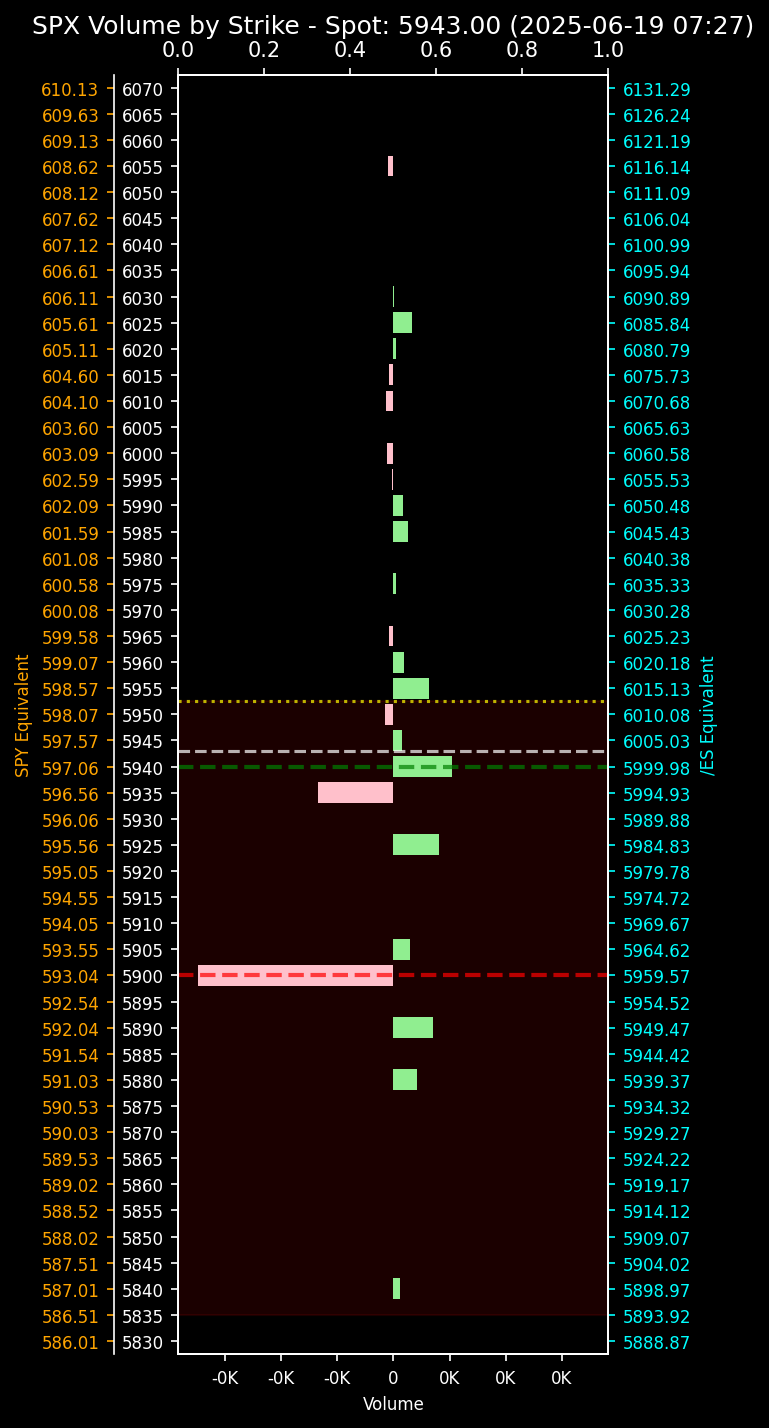 SPX Volume by Strike - Spot: 5943.00 (2025-06-19 07:27)
0.0 0.2 0.4 0.6 0.8 1.0
610.13 6070 6131.29
609.63 6065 6126.24
609.13 6060 6121.19
608.62 6055 6116.14
608.12 6050 6111.09
607.62 6045 6106.04
607.12 6040 6100.99
606.61 6035 6095.94
606.11 6030 6090.89
605.61 6025 6085.84
605.11 6020 6080.79
604.60 6015 6075.73
604.10 6010 6070.68
603.60 6005 6065.63
603.09 6000 6060.58
602.59 5995 6055.53
602.09 5990 6050.48
601.59 5985 6045.43
601.08 5980 6040.38
600.58 5975 6035.33
600.08 5970 6030.28
599.58 5965 6025.23
599.07 5960 6020.18
598.57 5955 6015.13
598.07 5950 6010.08
597.57 5945 6005.03
597.06 5940 5999.98
596.56 5935 5994.93
596.06 5930 5989.88
595.56 5925 5984.83
595.05 5920 5979.78
594.55 5915 5974.72
594.05 5910 5969.67
593.55 5905 5964.62
593.04 5900 5959.57
592.54 5895 5954.52
592.04 5890 5949.47
591.54 5885 5944.42
591.03 5880 5939.37
590.53 5875 5934.32
590.03 5870 5929.27
589.53 5865 5924.22
589.02 5860 5919.17
588.52 5855 5914.12
588.02 5850 5909.07
587.51 5845 5904.02
587.01 5840 5898.97
586.51 5835 5893.92
586.01 5830 5888.87
SPY Equivalent
/ES Equivalent
-0K -0K -0K 0 0K 0K 0K
Volume